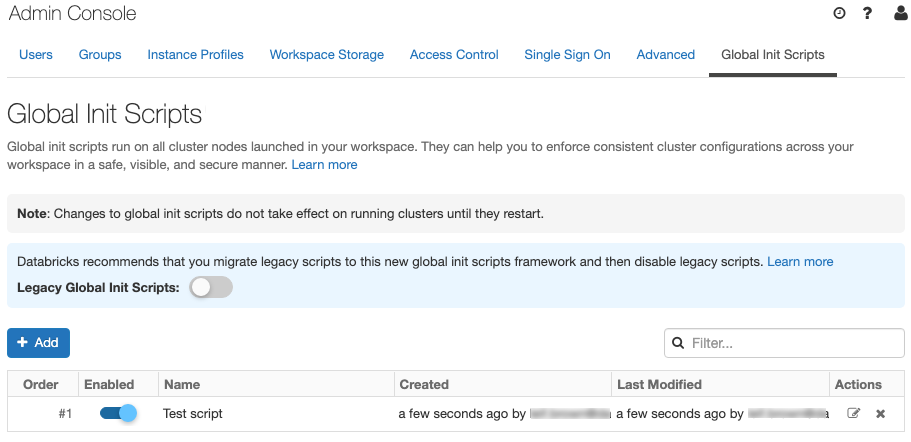 Admin Console
Users Groups Instance Profiles Workspace Storage Access Control Single Sign On Advanced Global Init Scripts
Global Init Scripts
Global init scripts run on all cluster nodes launched in your workspace. They can help you to enforce consistent cluster configurations across your
workspace in a safe, visible, and secure manner. Learn more
Note: Changes to global init scripts do not take effect on running clusters until they restart.
Databricks recommends that you migrate legacy scripts to this new global init scripts framework and then disable legacy scripts. Learn more
Legacy Global Init Scripts:
+ Add Filter...
Order Enabled Name Created Last Modified Actions
#1 Test script a few seconds ago by a few seconds ago by